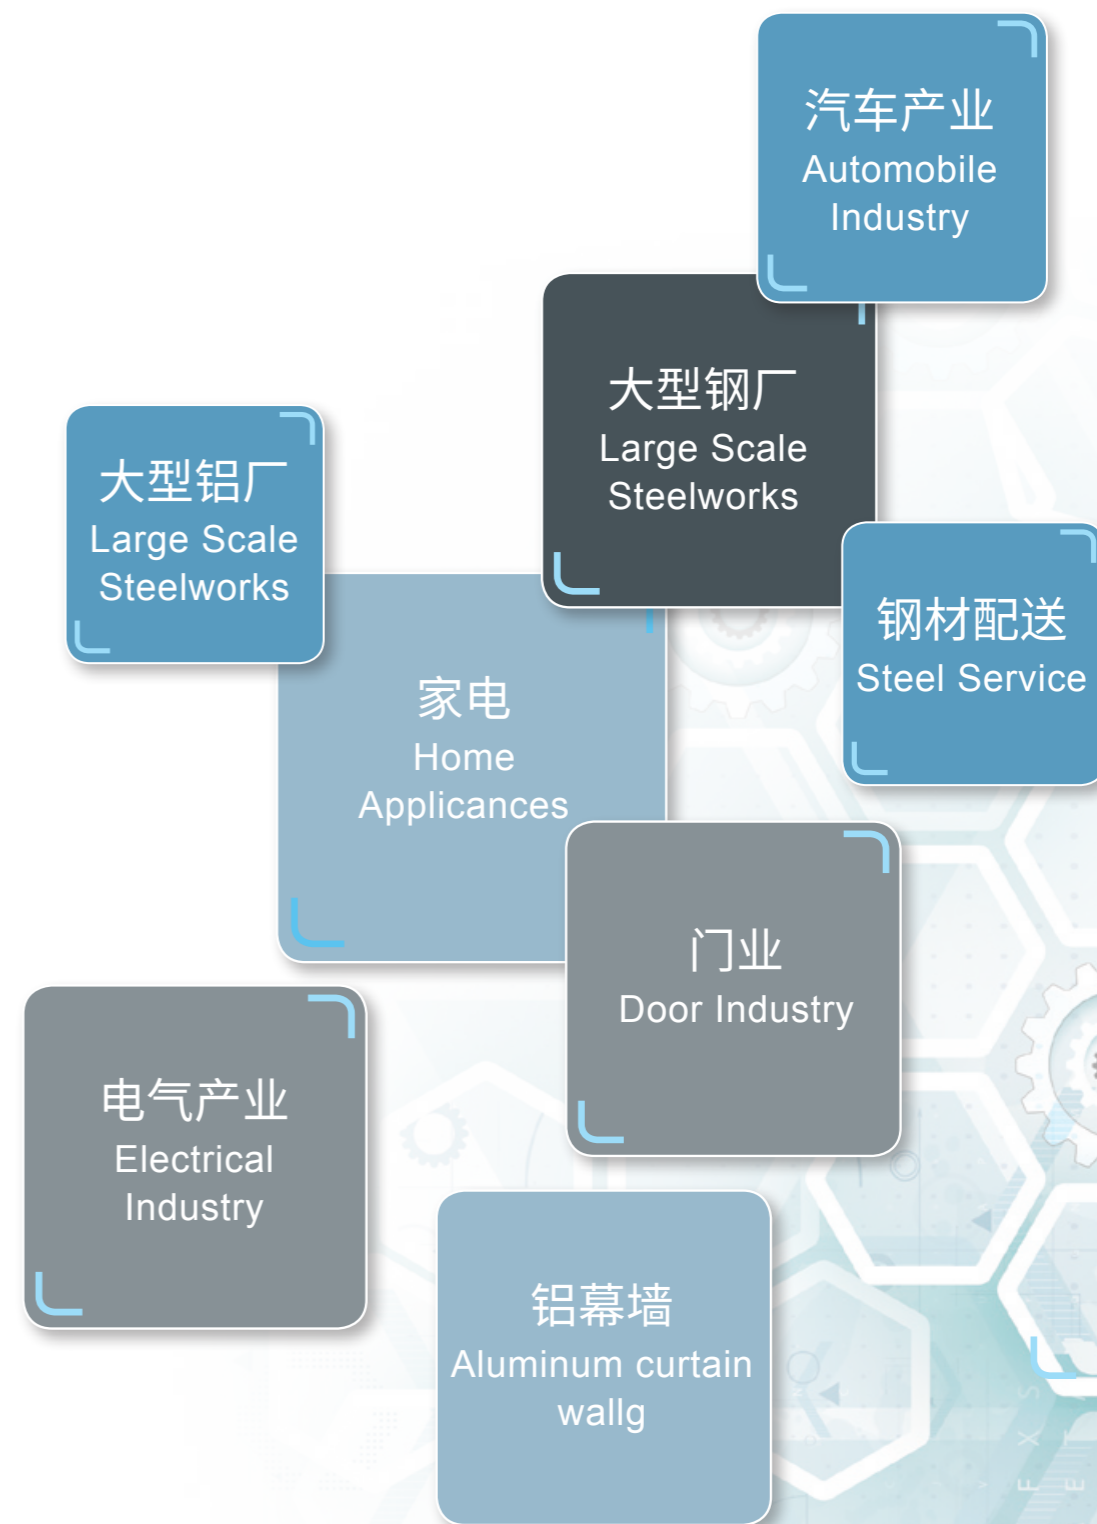 汽车产业
Automobile
Industry
大型钢厂
Large Scale
Steelworks
大型铝厂
Large Scale
Steelworks
钢材配送
Steel Service
家电
Home
Applicances
门业
Door Industry
电气产业
Electrical
Industry
铝幕墙
Aluminum curtain
wallg